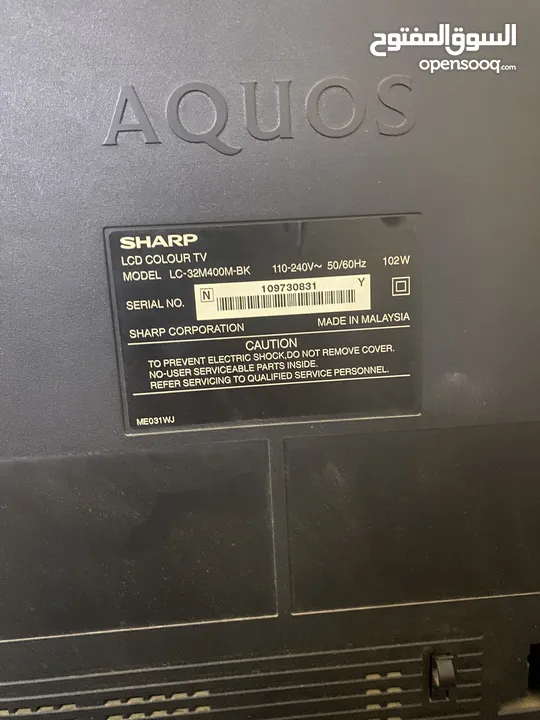 السوق المفتوح
opensooq.com
AQUOS
SHARP
LCD COLOUR TV
MODEL LC-32M400M-BK 110-240V~ 50/60Hz 102W
SERIAL NO. N 109730831 Y
SHARP CORPORATION MADE IN MALAYSIA
CAUTION
TO PREVENT ELECTRIC SHOCK,DO NOT REMOVE COVER.
NO-USER SERVICEABLE PARTS INSIDE.
REFER SERVICING TO QUALIFIED SERVICE PERSONNEL.
ME031WJ